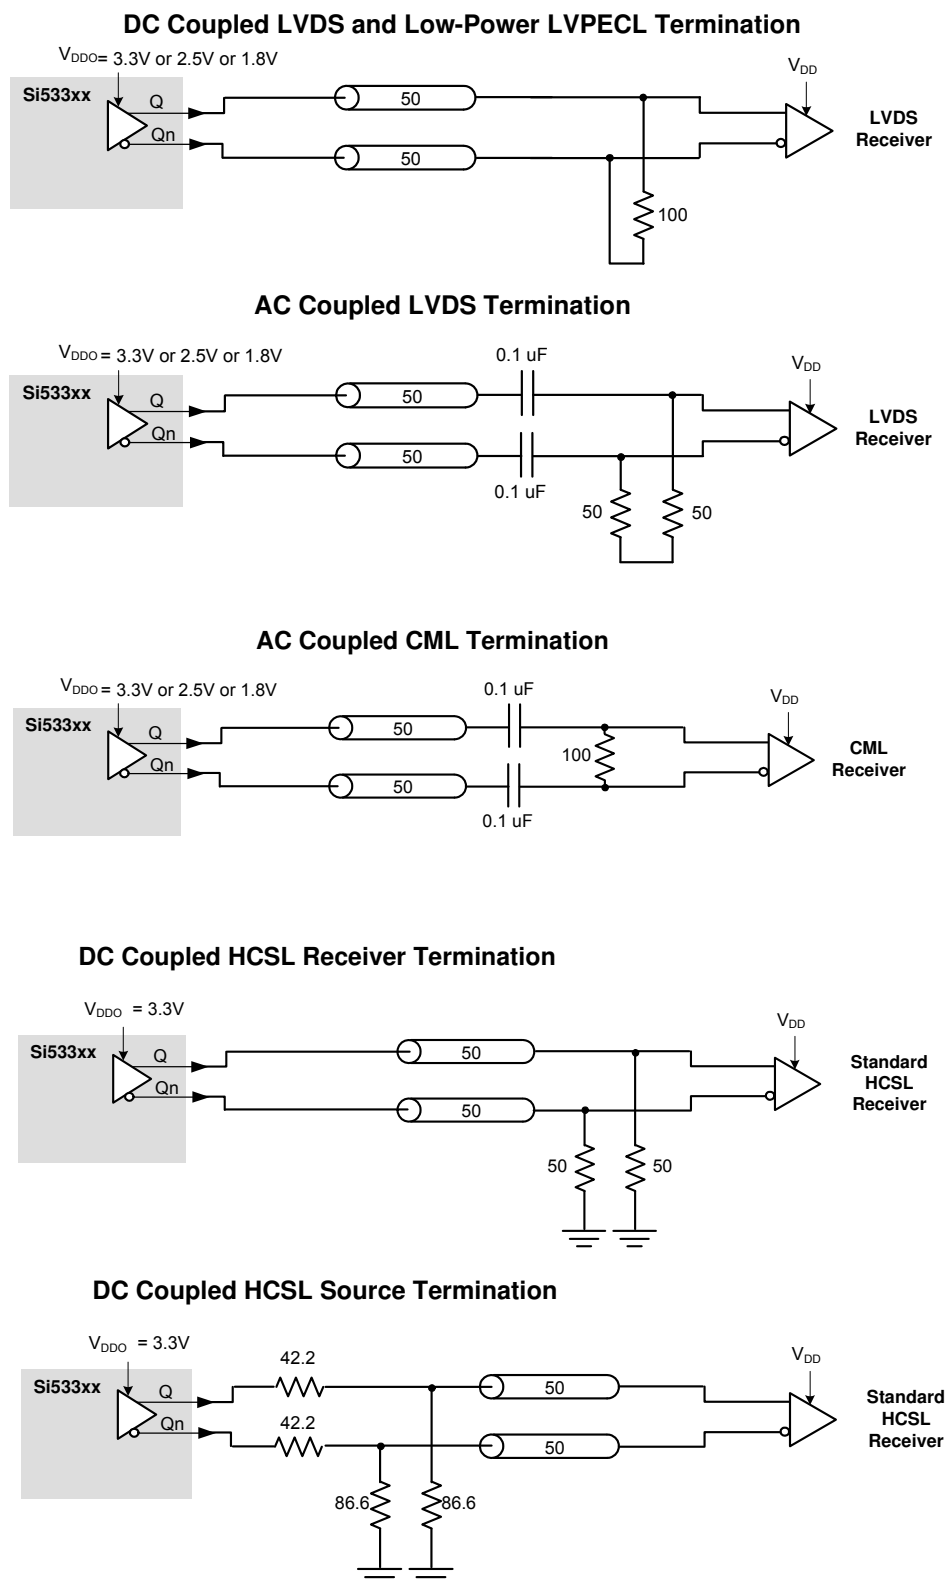 DC Coupled LVDS and Low-Power LVPECL Termination
VDDO= 3.3V or 2.5V or 1.8V
VDD
Si533xx
Q
50
LVDS
Receiver
Qn
50
100
AC Coupled LVDS Termination
VDDO= 3.3V or 2.5V or 1.8V
0.1 uF
VDD
Si533xx
Q
50
LVDS
Receiver
Qn
50
0.1 uF
50
50
AC Coupled CML Termination
VDDO= 3.3V or 2.5V or 1.8V
0.1 uF
VDD
Si533xx
Q
50
100
CML
Receiver
Qn
50
0.1 uF
DC Coupled HCSL Receiver Termination
VDDO = 3.3V
VDD
Si533xx
Q
50
Standard
HCSL
Receiver
Qn
50
50
50
DC Coupled HCSL Source Termination
VDDO = 3.3V
42.2
VDD
Si533xx
Q
50
Standard
HCSL
Receiver
Qn
42.2
50
86.6
86.6